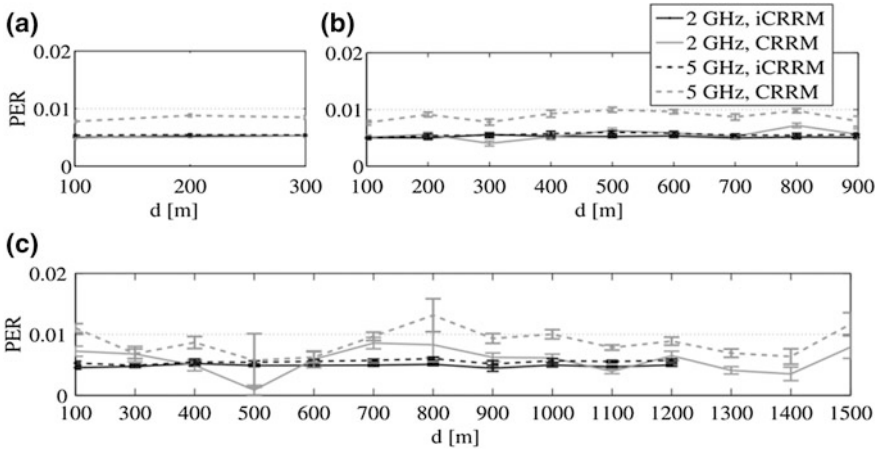 (a)
(b)
2 GHz, iCRRM
2 GHz, CRRM
5 GHz, iCRRM
5 GHz, CRRM
0.02
0.01
0
PER
100 200 300
d [m]
0.02
0.01
0
100 200 300 400 500 600 700 800 900
d [m]
(c)
0.02
0.01
0
PER
100 300 400 500 600 700 800 900 1000 1100 1200 1300 1400 1500
d [m]